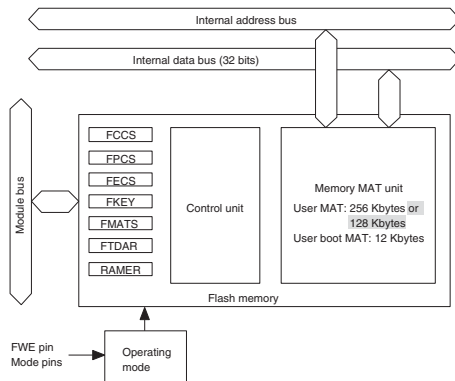 Internal address bus
Internal data bus (32 bits)
Module bus
FCCS
FPCS
FECS
FKEY
FMATS
FTDAR
RAMER
Control unit
Memory MAT unit
User MAT: 256 Kbytes or
128 Kbytes
User boot MAT: 12 Kbytes
Flash memory
FWE pin
Mode pins
Operating
mode